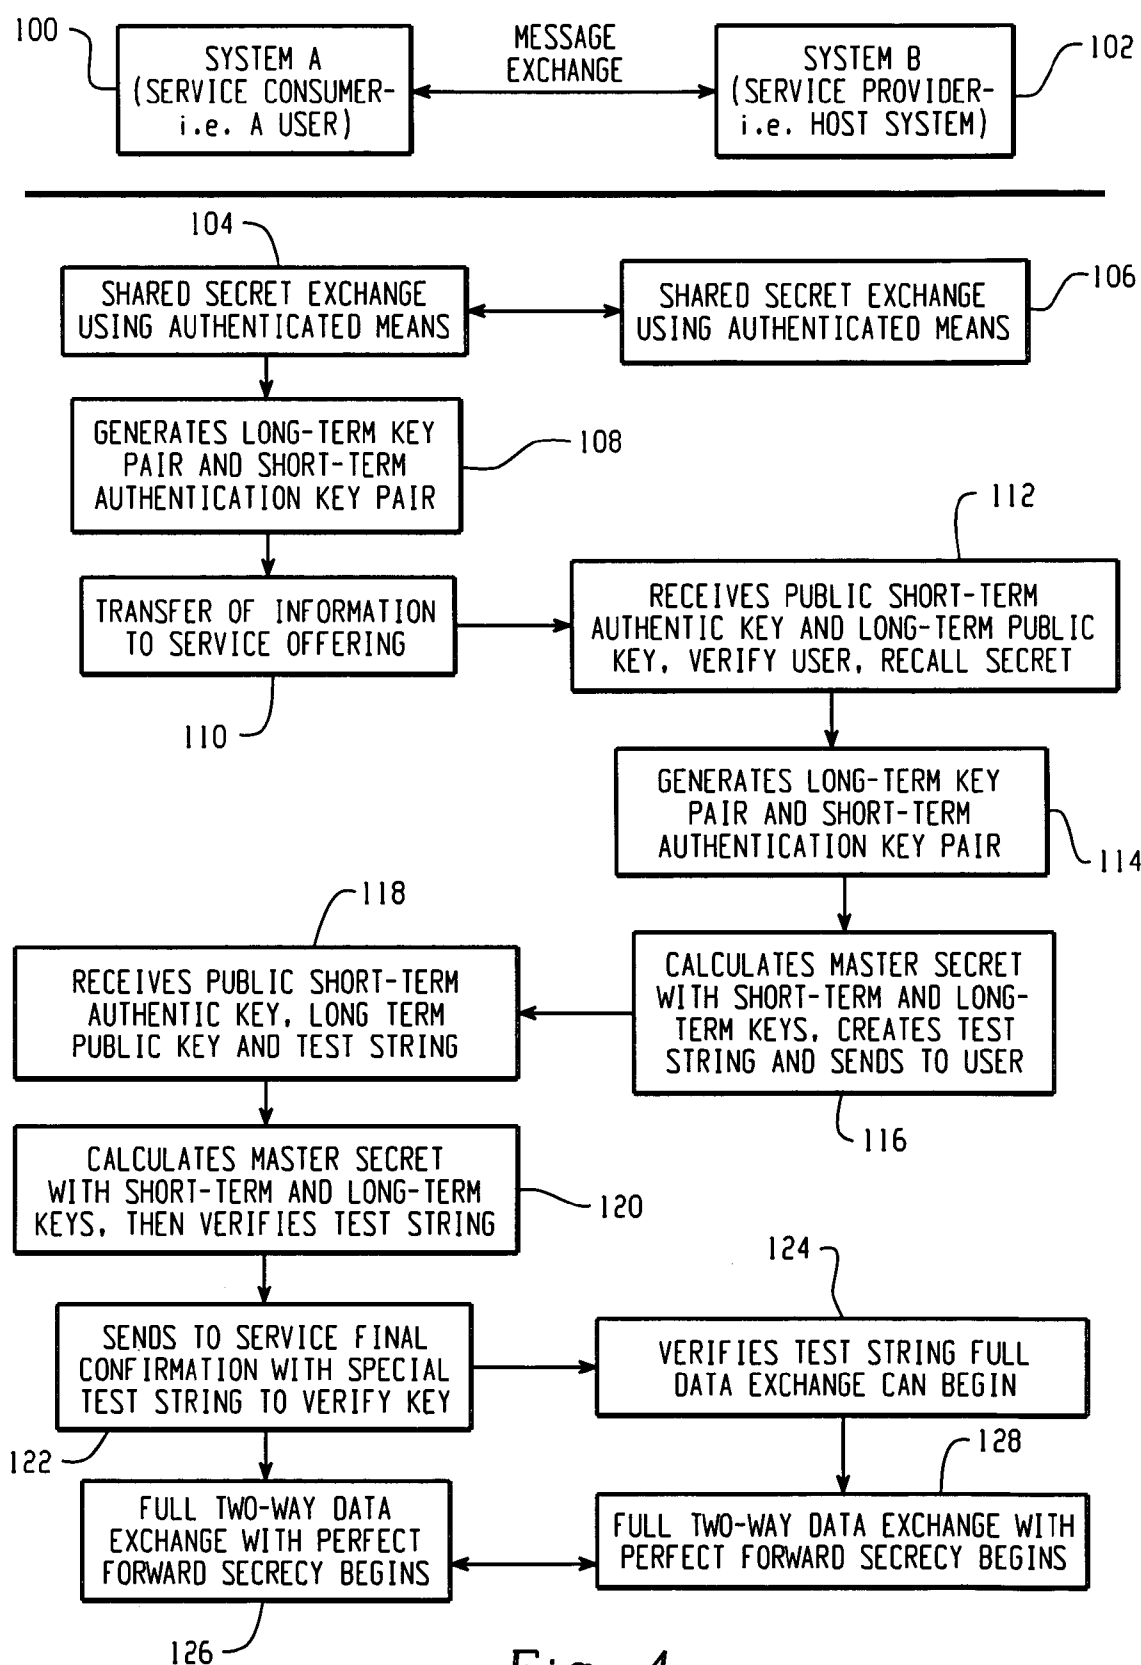 100
SYSTEM A
(SERVICE CONSUMER-
i.e. A USER)
MESSAGE
EXCHANGE
SYSTEM B
(SERVICE PROVIDER-
i.e. HOST SYSTEM)
102
104
SHARED SECRET EXCHANGE
USING AUTHENTICATED MEANS
SHARED SECRET EXCHANGE
USING AUTHENTICATED MEANS
106
GENERATES LONG-TERM KEY
PAIR AND SHORT-TERM
AUTHENTICATION KEY PAIR
108
TRANSFER OF INFORMATION
TO SERVICE OFFERING
110
112
RECEIVES PUBLIC SHORT-TERM
AUTHENTIC KEY AND LONG-TERM PUBLIC
KEY, VERIFY USER, RECALL SECRET
GENERATES LONG-TERM KEY
PAIR AND SHORT-TERM
AUTHENTICATION KEY PAIR
114
CALCULATES MASTER SECRET
WITH SHORT-TERM AND LONG-
TERM KEYS, CREATES TEST
STRING AND SENDS TO USER
116
118
RECEIVES PUBLIC SHORT-TERM
AUTHENTIC KEY, LONG TERM
PUBLIC KEY AND TEST STRING
CALCULATES MASTER SECRET
WITH SHORT-TERM AND LONG-TERM
KEYS, THEN VERIFIES TEST STRING
120
SENDS TO SERVICE FINAL
CONFIRMATION WITH SPECIAL
TEST STRING TO VERIFY KEY
122
124
VERIFIES TEST STRING FULL
DATA EXCHANGE CAN BEGIN
FULL TWO-WAY DATA
EXCHANGE WITH PERFECT
FORWARD SECRECY BEGINS
126
128
FULL TWO-WAY DATA EXCHANGE WITH
PERFECT FORWARD SECRECY BEGINS